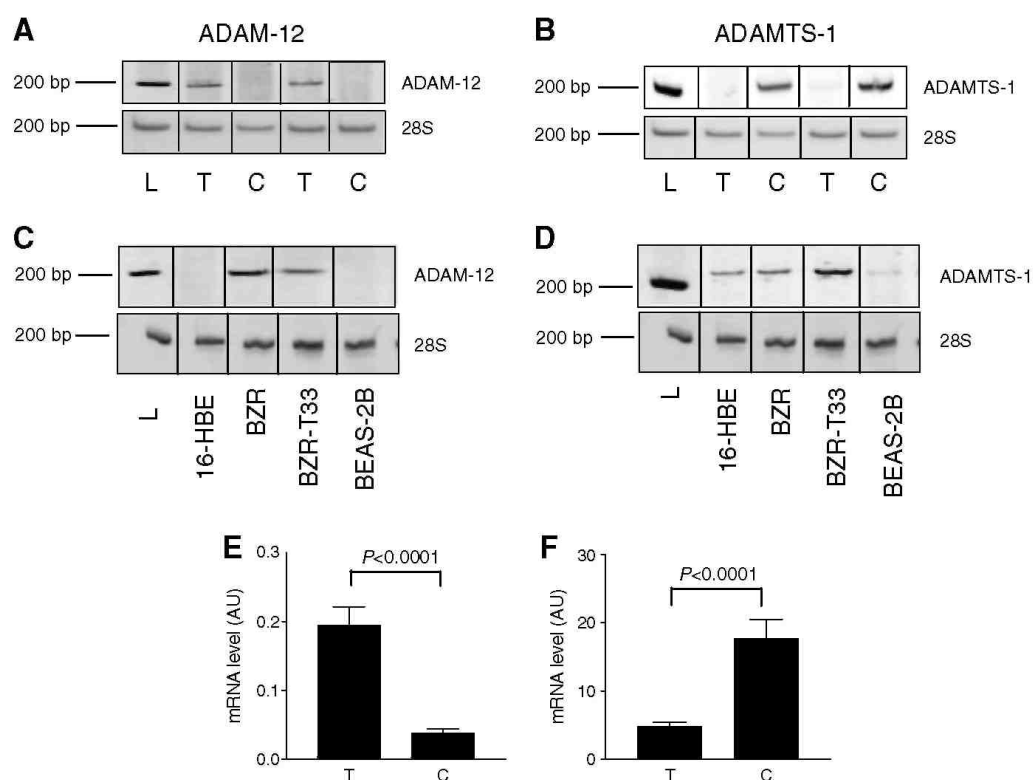 A ADAM-12
200 bp ADAM-12
200 bp 28S
L T C T C
B ADAMTS-1
200 bp ADAMTS-1
200 bp 28S
L T C T C
C
200 bp ADAM-12
200 bp 28S
L 16-HBE BZR BZR-T33 BEAS-2B
D
200 bp ADAMTS-1
200 bp 28S
L 16-HBE BZR BZR-T33 BEAS-2B
E
mRNA level (AU)
0.3
0.2
0.1
0.0
P<0.0001
T C
F
mRNA level (AU)
30
20
10
0
P<0.0001
T C